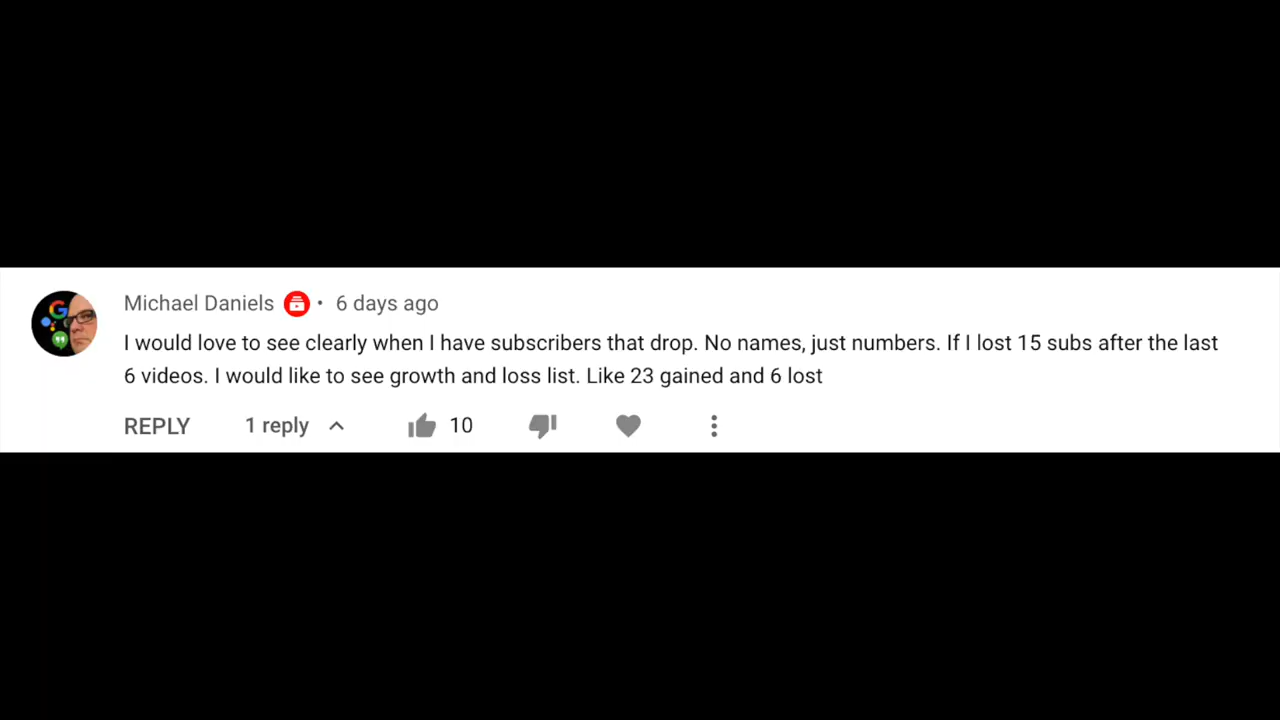 Michael Daniels • 6 days ago
I would love to see clearly when I have subscribers that drop. No names, just numbers. If I lost 15 subs after the last
6 videos. I would like to see growth and loss list. Like 23 gained and 6 lost
REPLY 1 reply 10